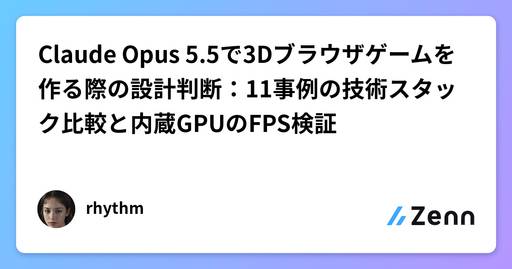 Claude Opus 5.5で3Dブラウザゲームを
作る際の設計判断：11事例の技術スタッ
ク比較と内蔵GPUのFPS検証
rhythm
Zenn